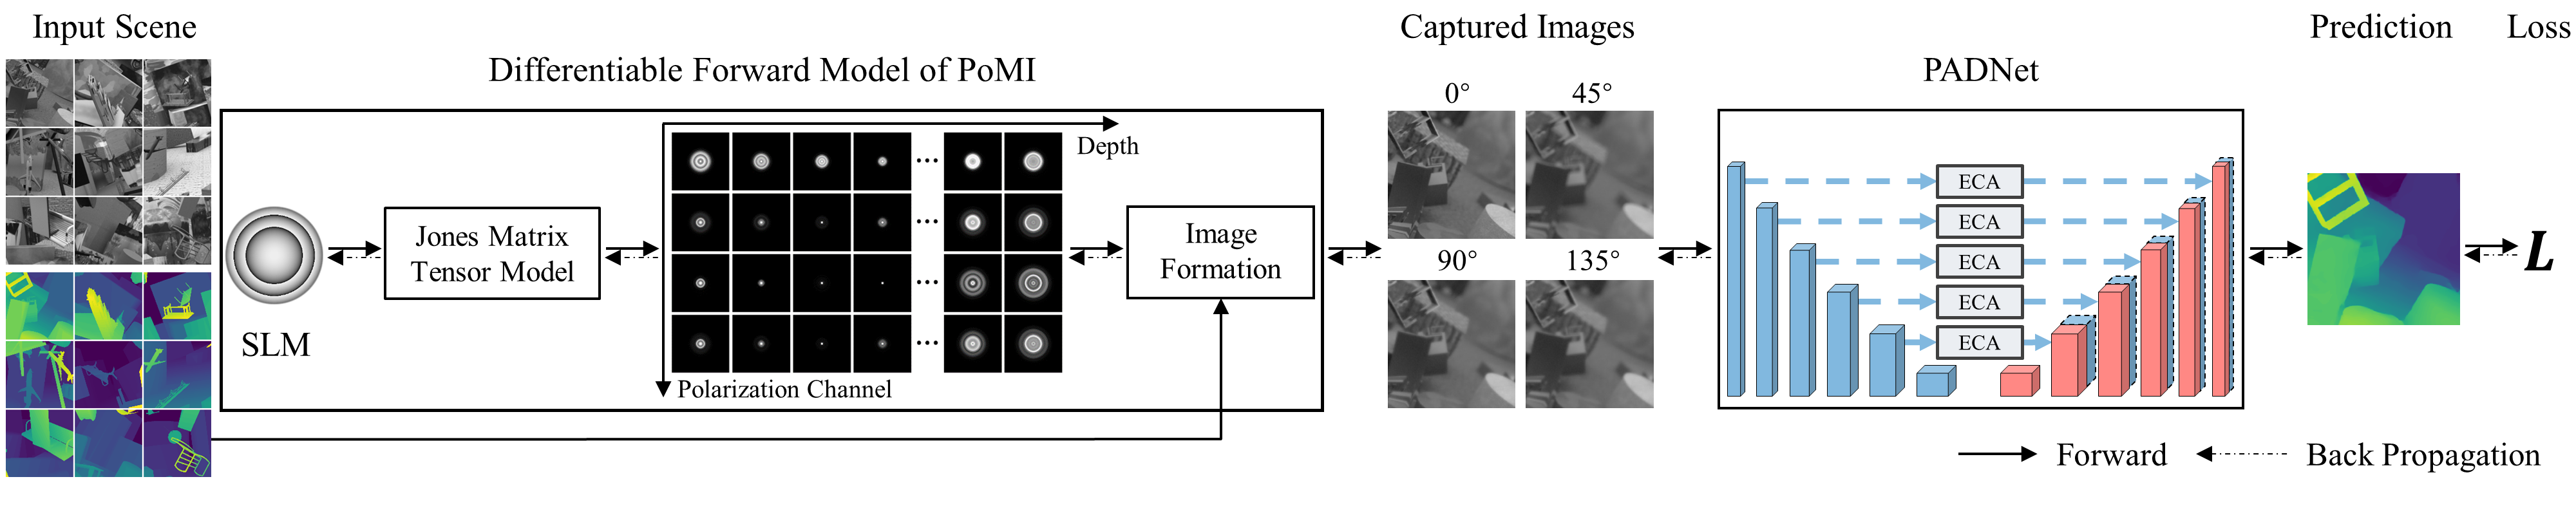 Input Scene
Differentiable Forward Model of PoMI
Captured Images
PADNet
Prediction
Loss
SLM
Jones Matrix
Tensor Model
Depth
...
...
...
...
Polarization Channel
Image
Formation
0°
45°
90°
135°
ECA
ECA
ECA
ECA
ECA
L
Forward
Back Propagation